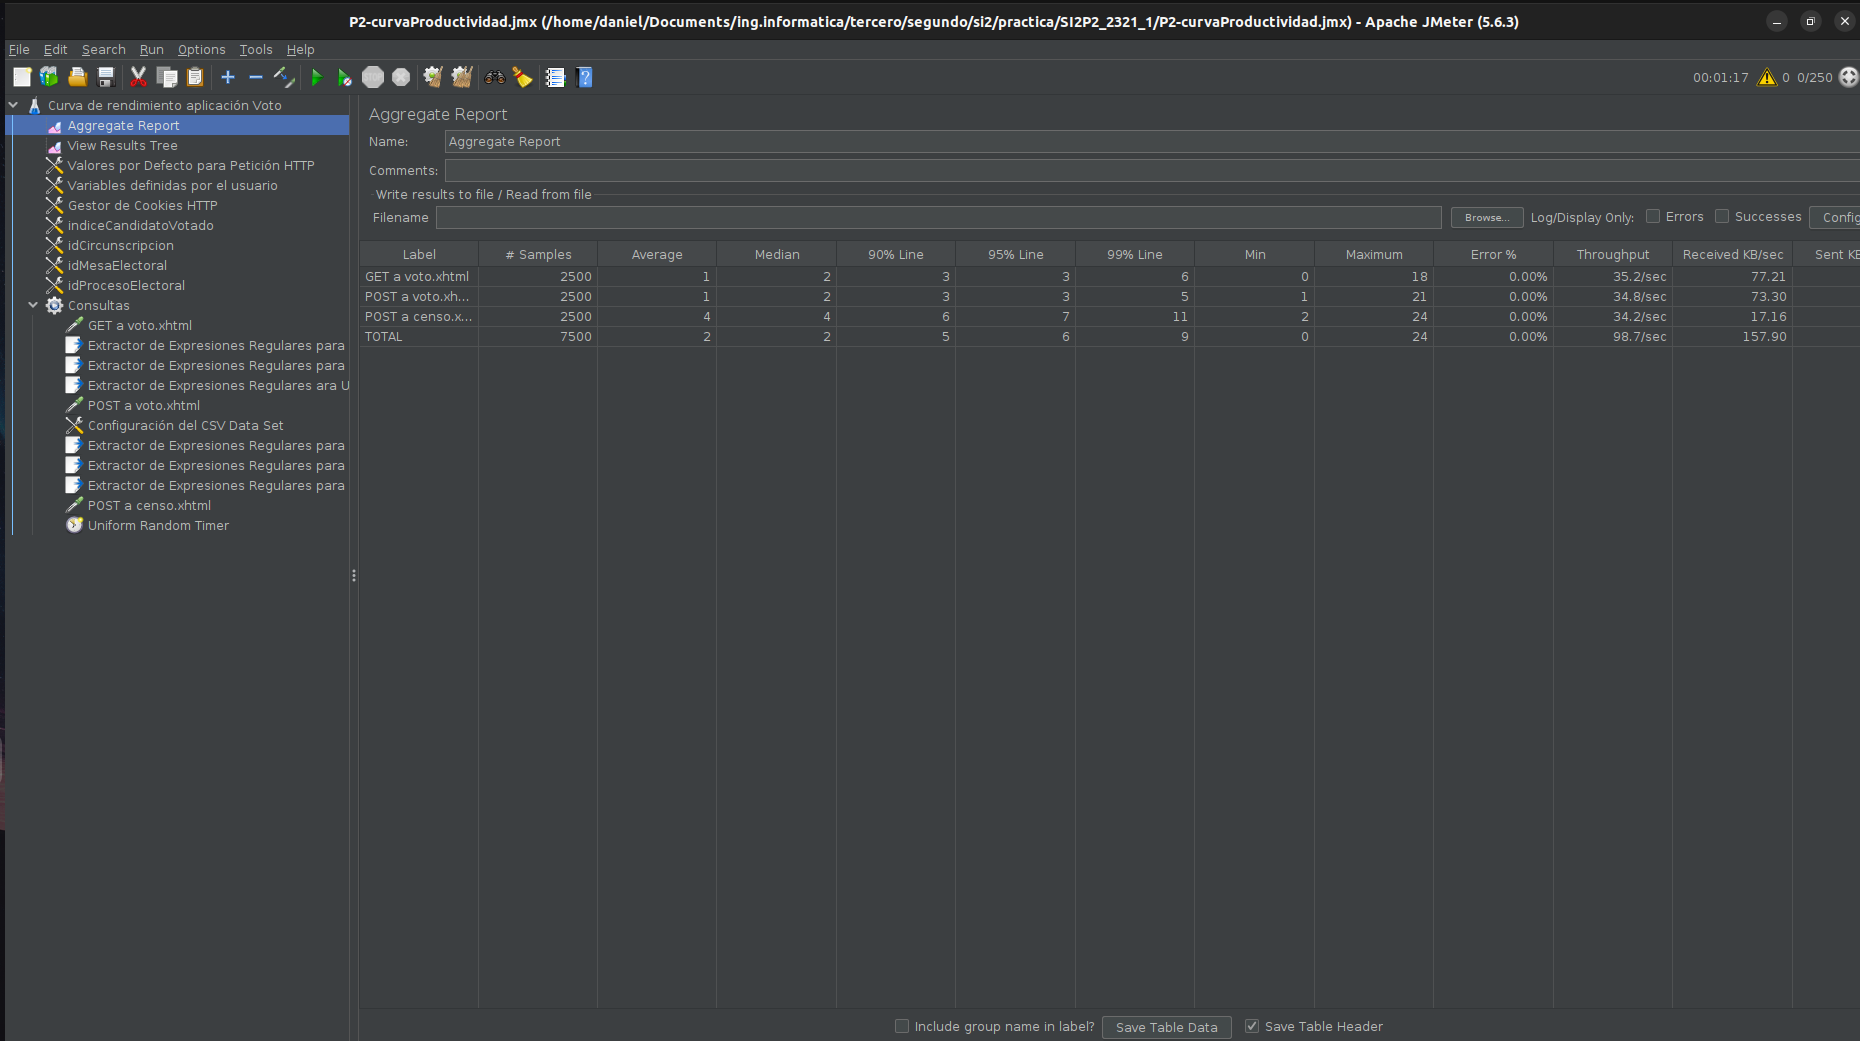 P2-curvaProductividad.jmx (/home/daniel/Documents/ing.informatica/tercero/segundo/si2/practica/SI2P2_2321_1/P2-curvaProductividad.jmx) - Apache JMeter (5.6.3)
File Edit Search Run Options Tools Help
00:01:17 0 0/250
Curva de rendimiento aplicación Voto
Aggregate Report
View Results Tree
Valores por Defecto para Petición HTTP
Variables definidas por el usuario
Gestor de Cookies HTTP
indiceCandidatoVotado
idCircunscripcion
idMesaElectoral
idProcesoElectoral
Consultas
GET a voto.xhtml
Extractor de Expresiones Regulares para
Extractor de Expresiones Regulares para
Extractor de Expresiones Regulares ara U
POST a voto.xhtml
Configuración del CSV Data Set
Extractor de Expresiones Regulares para
Extractor de Expresiones Regulares para
Extractor de Expresiones Regulares para
POST a censo.xhtml
Uniform Random Timer
Aggregate Report
Name: Aggregate Report
Comments:
Write results to file / Read from file
Filename Browse... Log/Display Only: Errors Successes Config
Label # Samples Average Median 90% Line 95% Line 99% Line Min Maximum Error % Throughput Received KB/sec Sent KB
GET a voto.xhtml 2500 1 2 3 3 6 0 18 0.00% 35.2/sec 77.21
POST a voto.xh... 2500 1 2 3 3 5 1 21 0.00% 34.8/sec 73.30
POST a censo.x... 2500 4 4 6 7 11 2 24 0.00% 34.2/sec 17.16
TOTAL 7500 2 2 5 6 9 0 24 0.00% 98.7/sec 157.90
Include group name in label? Save Table Data Save Table Header